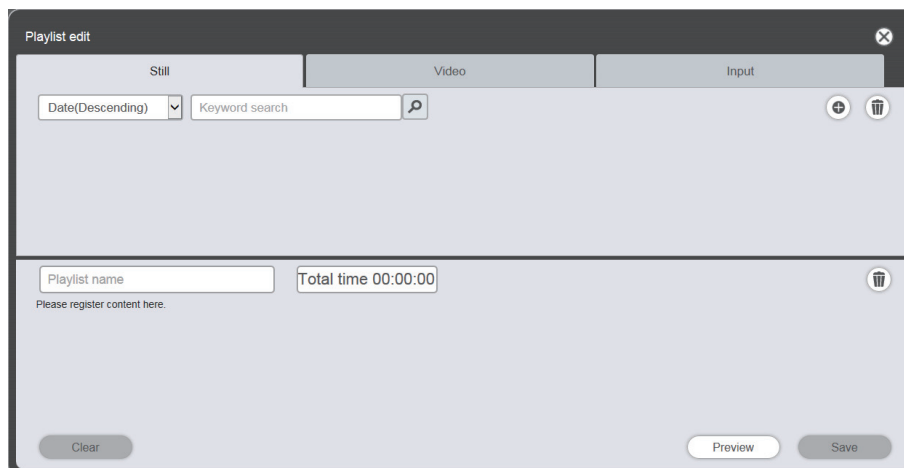 Playlist edit
Still Video Input
Date(Descending) Keyword search
Playlist name Total time 00:00:00
Please register content here.
Clear Preview Save